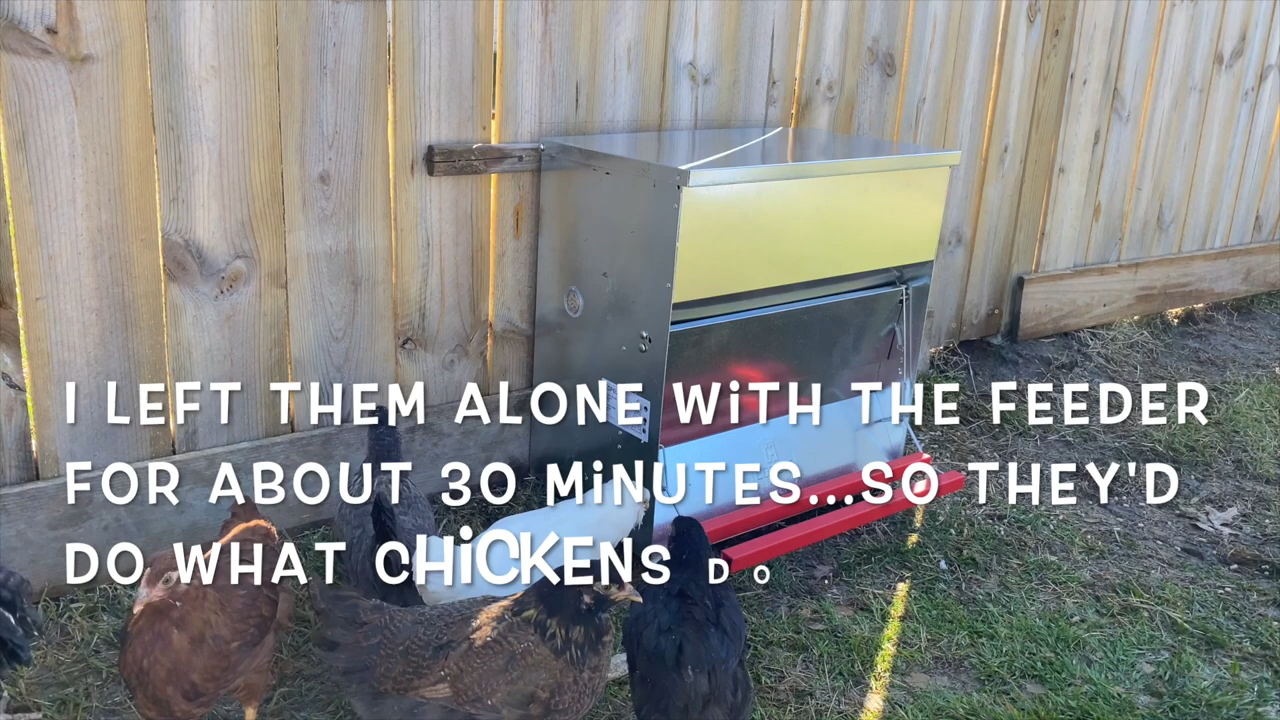 I LEFT THEM ALONE WiTH THE FEEDER
FOR ABOUT 30 MiNUTES...SO THEY'D
DO WHAT CHiCKENS DO